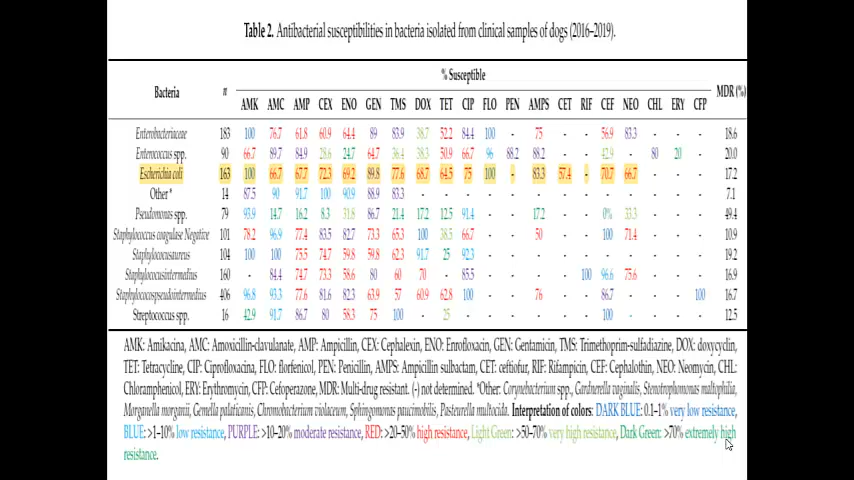 Table 2. Antibacterial susceptibilities in bacteria isolated from clinical samples of dogs (2016–2019).
% Susceptible
Bacteria n AMK AMC AMP CEX ENO GEN TMS DOX TET CIP FLO PEN AMPS CET RIF CEF NEO CHL ERY CFP MDR (%)
Enterobacteriaceae 183 100 76.7 61.8 60.9 64.4 89 83.9 38.7 52.2 84.4 100 - 75 - - 56.9 83.3 - - - 18.6
Enterococcus spp. 90 66.7 89.7 84.9 28.6 24.7 64.7 36.4 38.3 50.9 66.7 96 88.2 88.2 - - 42.9 - 80 20 - 20.0
Escherichia coli 163 100 66.7 67.7 72.3 69.2 89.8 77.6 68.7 64.5 75 100 - 83.3 57.4 - 70.7 66.7 - - - 17.2
Other * 14 87.5 90 91.7 100 90.9 88.9 83.3 - - - - - - - - - - - - - 7.1
Pseudomonas spp. 79 93.9 14.7 16.2 8.3 31.8 86.7 21.4 17.2 12.5 91.4 - - 17.2 - - 0% 33.3 - - - 49.4
Staphylococcus coagulase Negative 101 78.2 96.9 77.4 83.5 82.7 73.3 65.3 100 38.5 66.7 - - 50 - - 100 71.4 - - - 10.9
Staphylococcusaureus 104 100 100 75.5 74.7 59.8 59.8 62.3 91.7 25 92.3 - - - - - - - - - - 19.2
Staphylococcusintermedius 160 - 84.4 74.7 73.3 58.6 80 60 70 - 85.5 - - - - 100 96.6 75.6 - - - 16.9
Staphylococospseudointermedius 406 96.8 93.3 77.6 81.6 82.3 63.9 57 60.9 62.8 100 - - 76 - - 86.7 - - - 100 16.7
Streptococcus spp. 16 42.9 91.7 86.7 80 58.3 75 100 - 25 - - - - - - 100 - - - - 12.5
AMK: Amikacina, AMC: Amoxicillin-clavulanate, AMP: Ampicillin, CEX: Cephalexin, ENO: Enrofloxacin, GEN: Gentamicin, TMS: Trimethoprim-sulfadiazine, DOX: doxycyclin,
TET: Tetracycline, CIP: Ciprofloxacina, FLO: florfenicol, PEN: Penicillin, AMPS: Ampicillin sulbactam, CET: ceftiofur, RIF: Rifampicin, CEF: Cephalothin, NEO: Neomycin, CHL:
Chloramphenicol, ERY: Erythromycin, CFP: Cefoperazone, MDR: Multi-drug resistant. (-) not determined. *Other: Corynebacterium spp., Gardnerella vaginalis, Stenotrophomonas maltophilia,
Morganella morganii, Gemella palaticanis, Chromobacterium violaceum, Sphingomonas paucimobilis, Pasteurella multocida. Interpretation of colors: DARK BLUE: 0.1–1% very low resistance,
BLUE: >1–10% low resistance, PURPLE: >10–20% moderate resistance, RED: >20–50% high resistance, Light Green: >50–70% very high resistance, Dark Green: >70% extremely high
resistance.